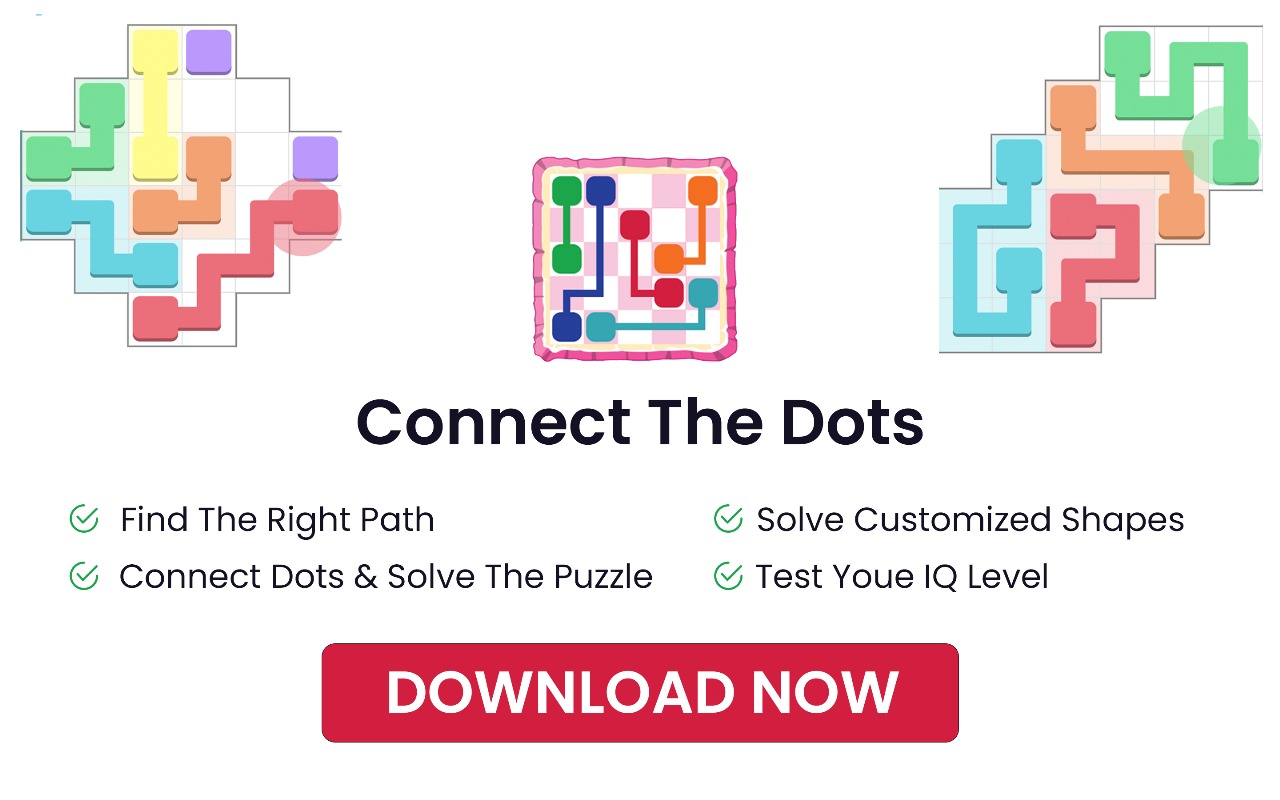 Connect The Dots
Find The Right Path
Solve Customized Shapes
Connect Dots & Solve The Puzzle
Test Youe IQ Level
DOWNLOAD NOW